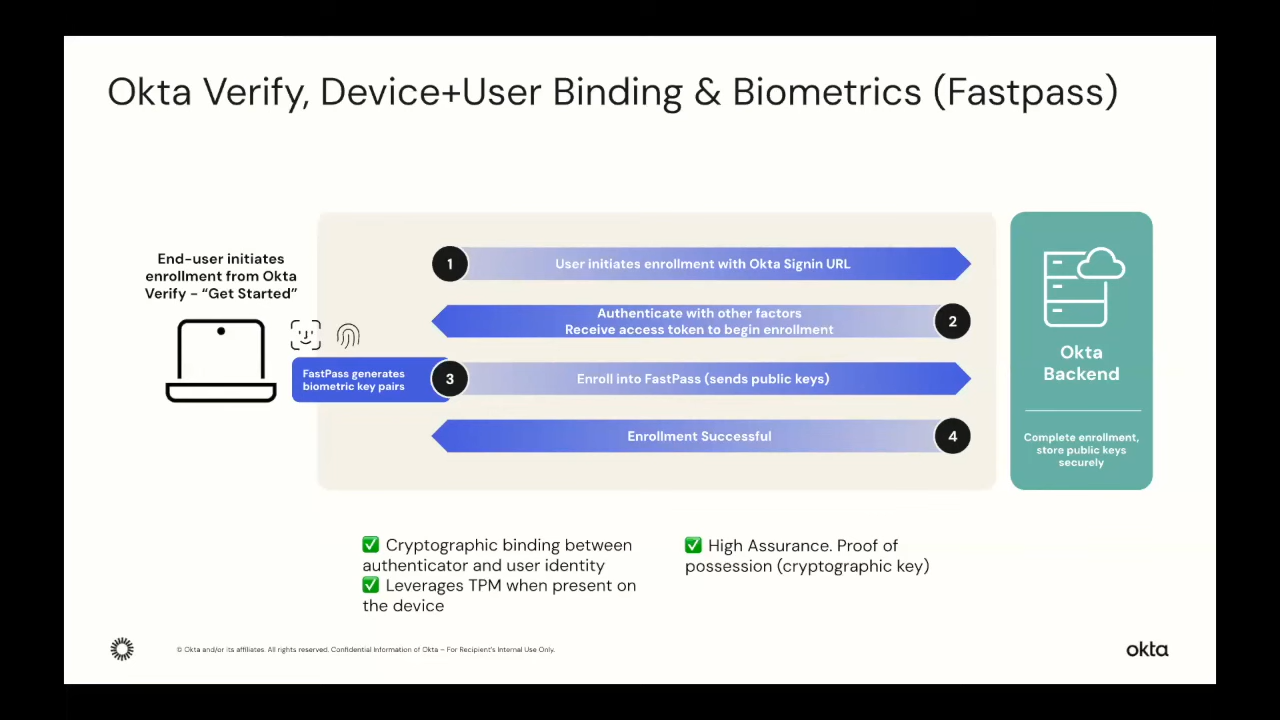 Okta Verify, Device+User Binding & Biometrics (Fastpass)
End-user initiates
enrollment from Okta
Verify - “Get Started”
1
User initiates enrollment with Okta Signin URL
Authenticate with other factors
Receive access token to begin enrollment
2
FastPass generates
biometric key pairs
3
Enroll into FastPass (sends public keys)
Enrollment Successful
4
Okta
Backend
Complete enrollment,
store public keys
securely
✅ Cryptographic binding between
authenticator and user identity
✅ Leverages TPM when present on
the device
✅ High Assurance. Proof of
possession (cryptographic key)
© Okta and/or its affiliates. All rights reserved. Confidential Information of Okta – For Recipient's Internal Use Only.
okta